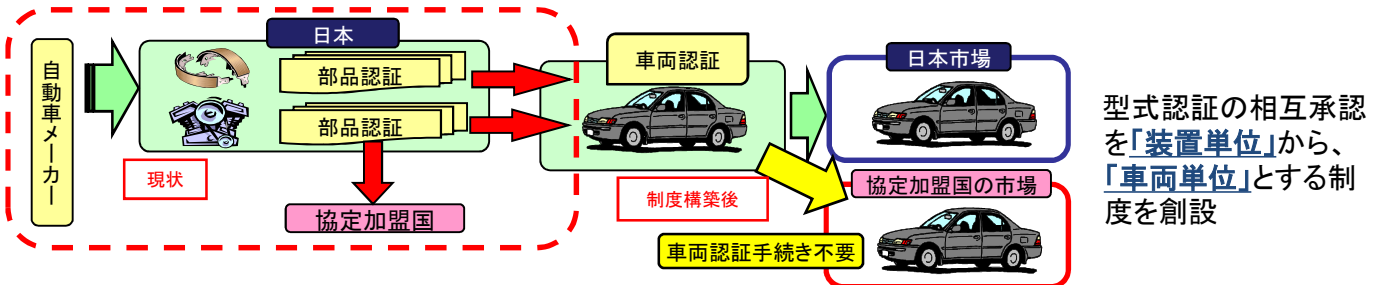 自動車メーカー
日本
部品認証
部品認証
現状
協定加盟国
車両認証
制度構築後
日本市場
協定加盟国の市場
車両認証手続き不要
型式認証の相互承認
を「装置単位」から、
「車両単位」とする制
度を創設